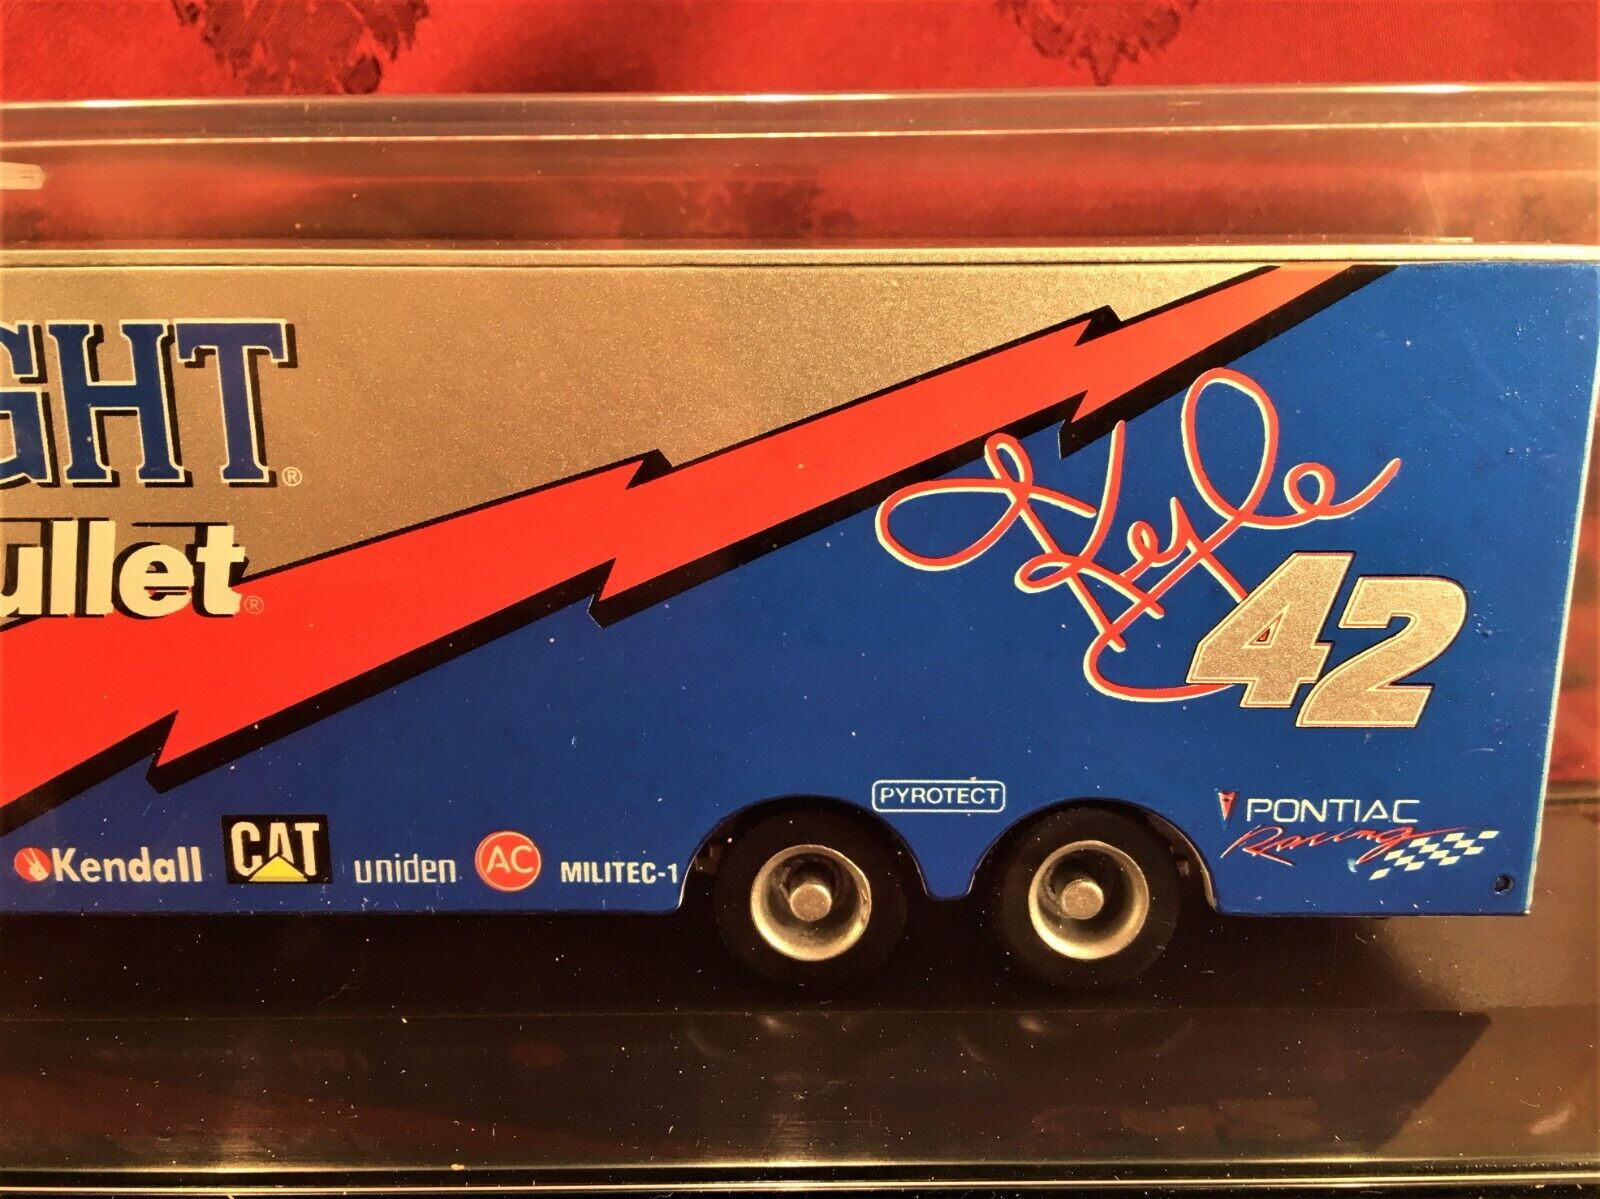 GHT®
ullet®
Kyle
42
PYROTECT
PONTIAC
Racing
Kendall CAT uniden AC MILITEC-1